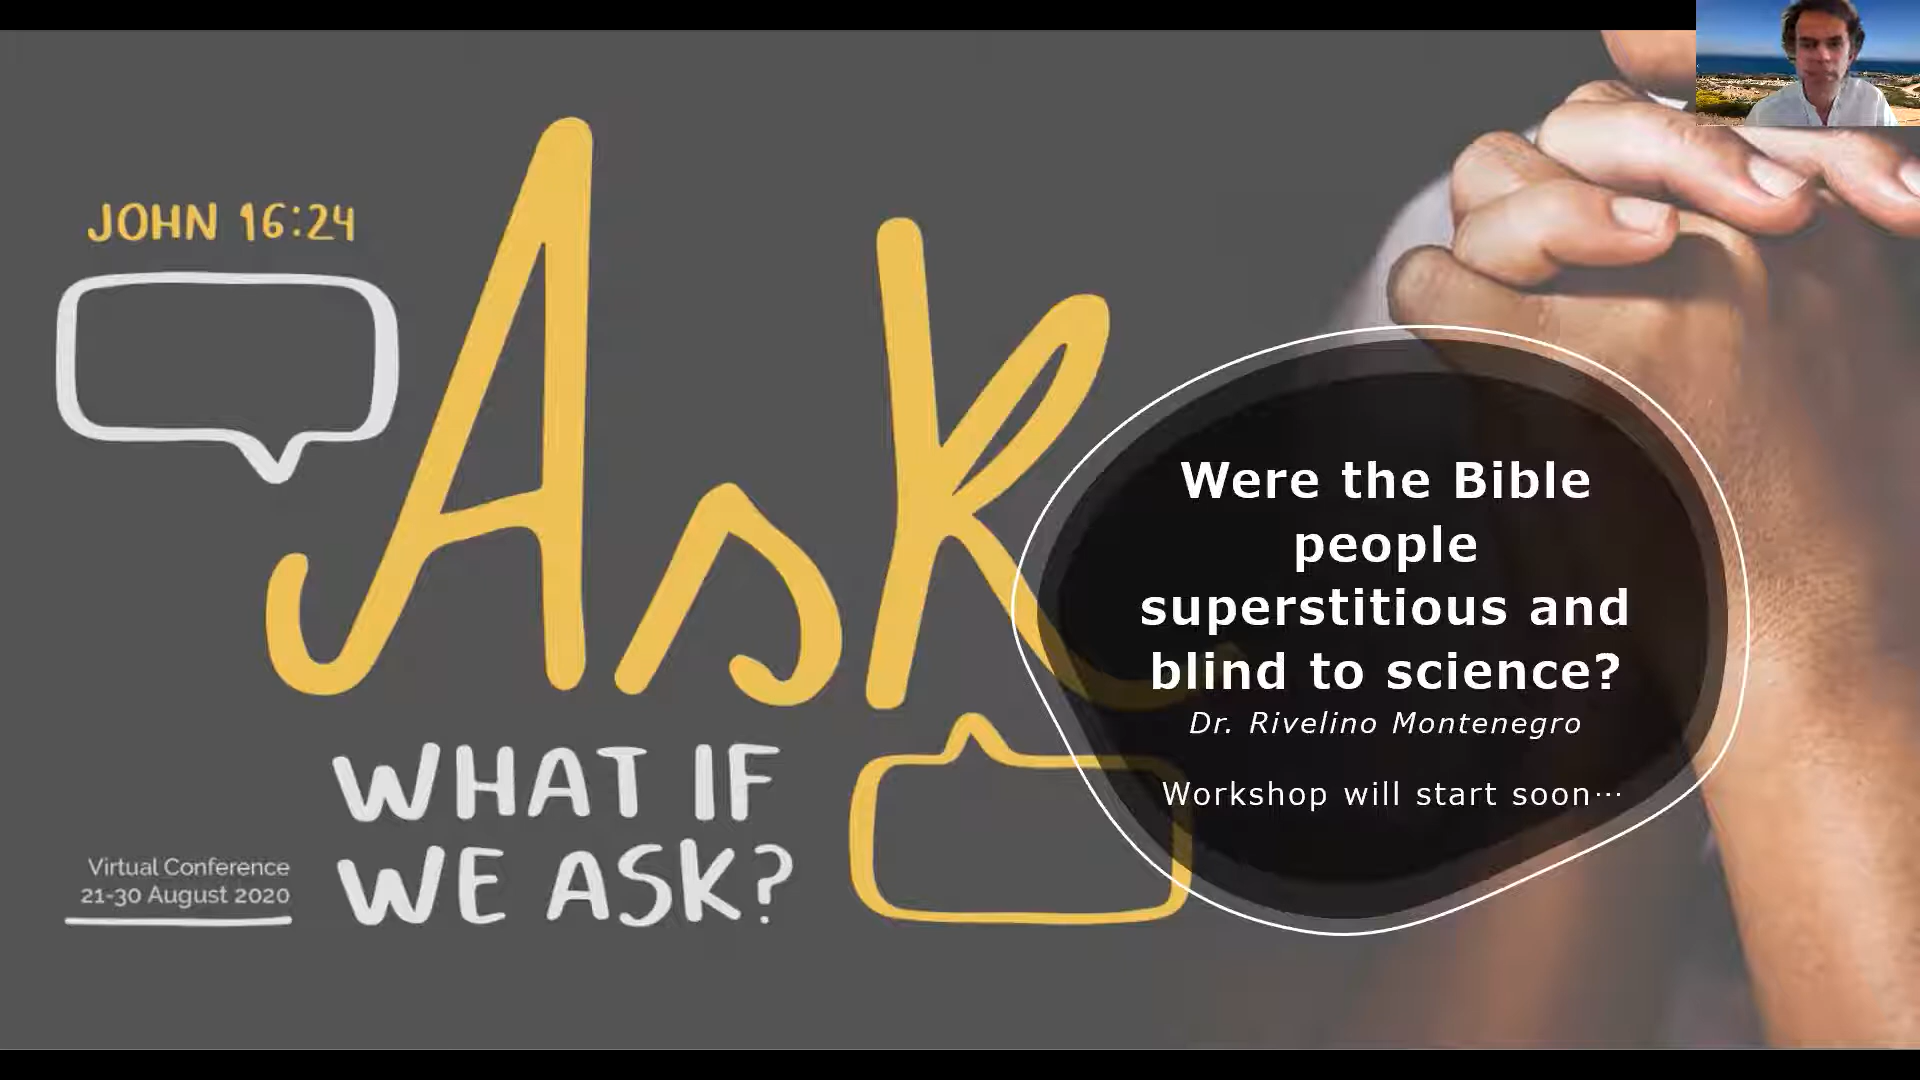 JOHN 16:24
Ask
WHAT IF
WE ASK?
Virtual Conference
21-30 August 2020
Were the Bible
people
superstitious and
blind to science?
Dr. Rivelino Montenegro
Workshop will start soon…